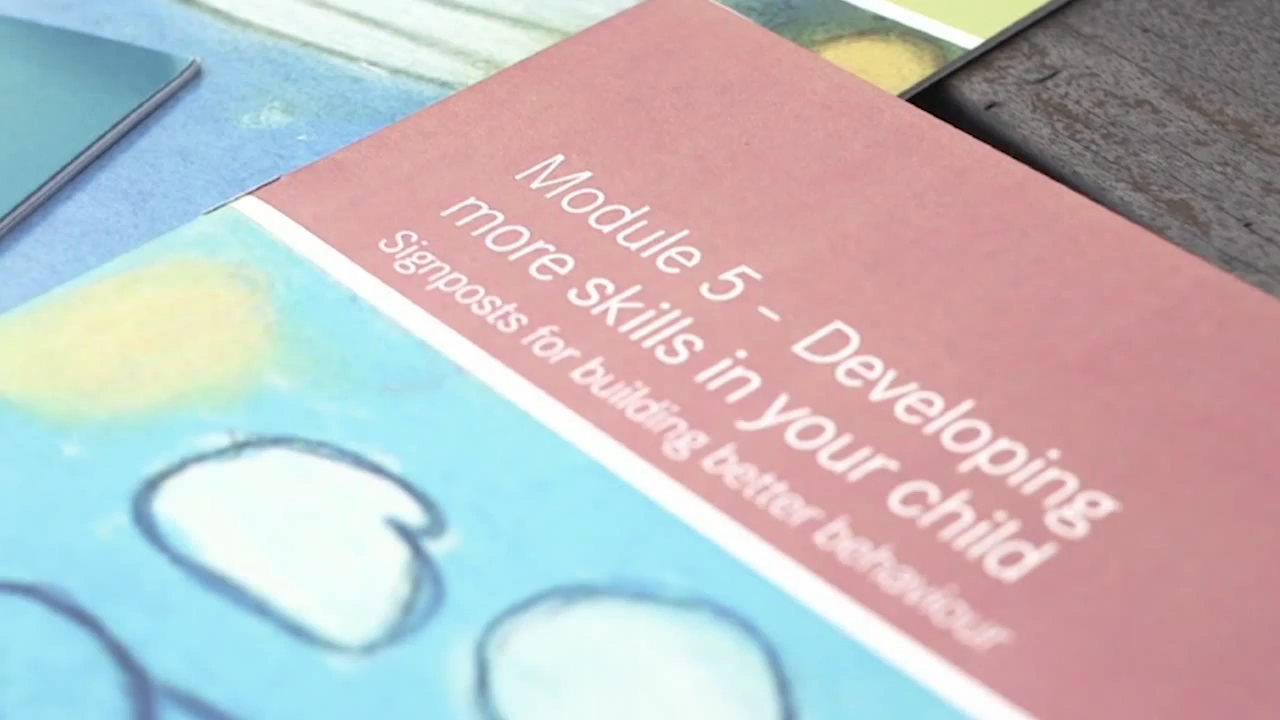 Module 5 - Developing
more skills in your child
Signposts for building better behaviour